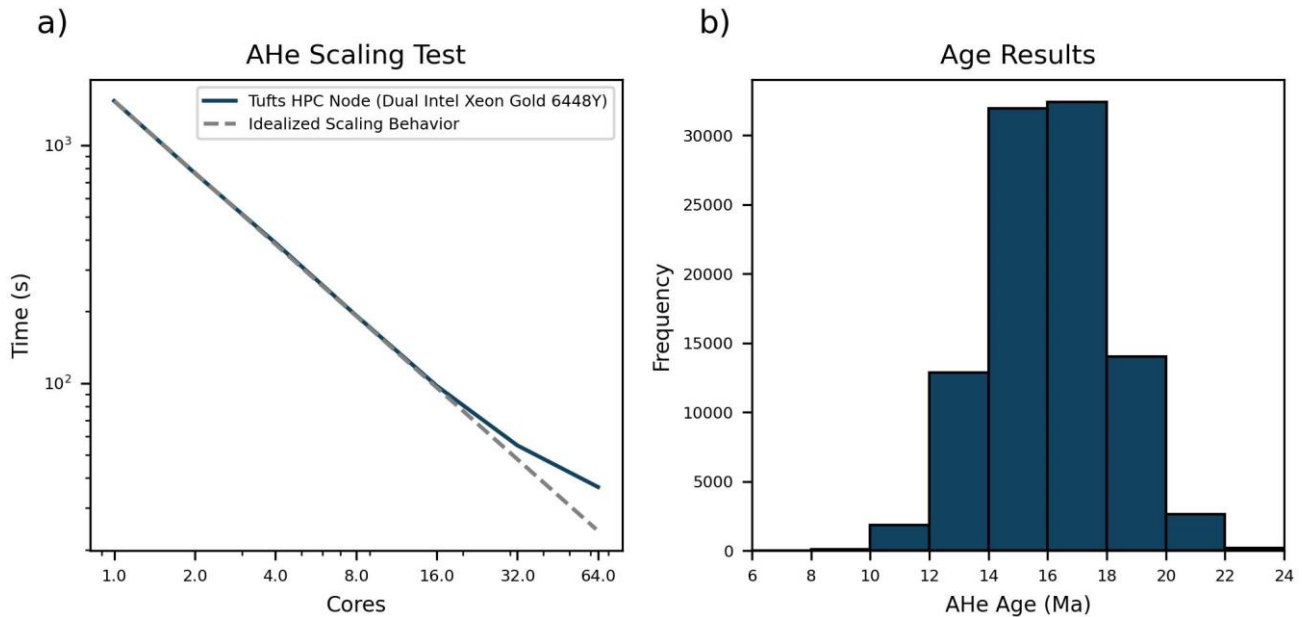 a)
AHe Scaling Test
Tufts HPC Node (Dual Intel Xeon Gold 6448Y)
Idealized Scaling Behavior
10³
10²
Time (s)
1.0 2.0 4.0 8.0 16.0 32.0 64.0
Cores
b)
Age Results
30000
25000
20000
15000
10000
5000
0
Frequency
6 8 10 12 14 16 18 20 22 24
AHe Age (Ma)